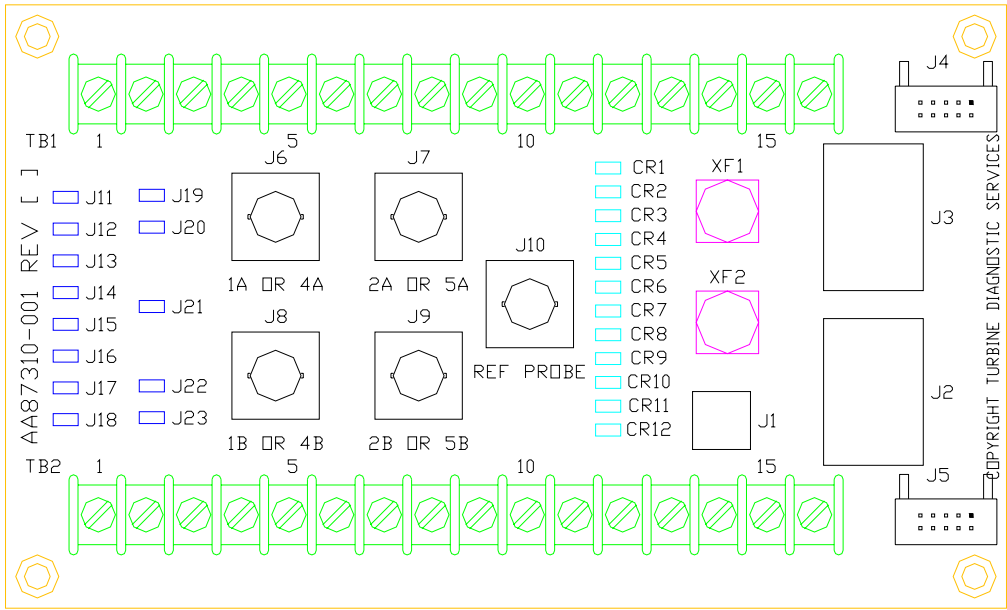 J4
TB1 1 5 10 15
J6 J7 CR1 XF1
J11 J19 CR2
J12 J20 CR3 J3
J10 CR4
J13 CR5
1A OR 4A 2A OR 5A CR6 XF2
J14 J21 CR7
J8 J9 CR8
J15 CR9
J16 REF PROBE CR10
J17 J22 CR11 J2
J18 J23 CR12 J1
1B OR 4B 2B OR 5B
TB2 1 5 10 15
J5
AA87310-001 REV [ ]
COPYRIGHT TURBINE DIAGNOSTIC SERVICES